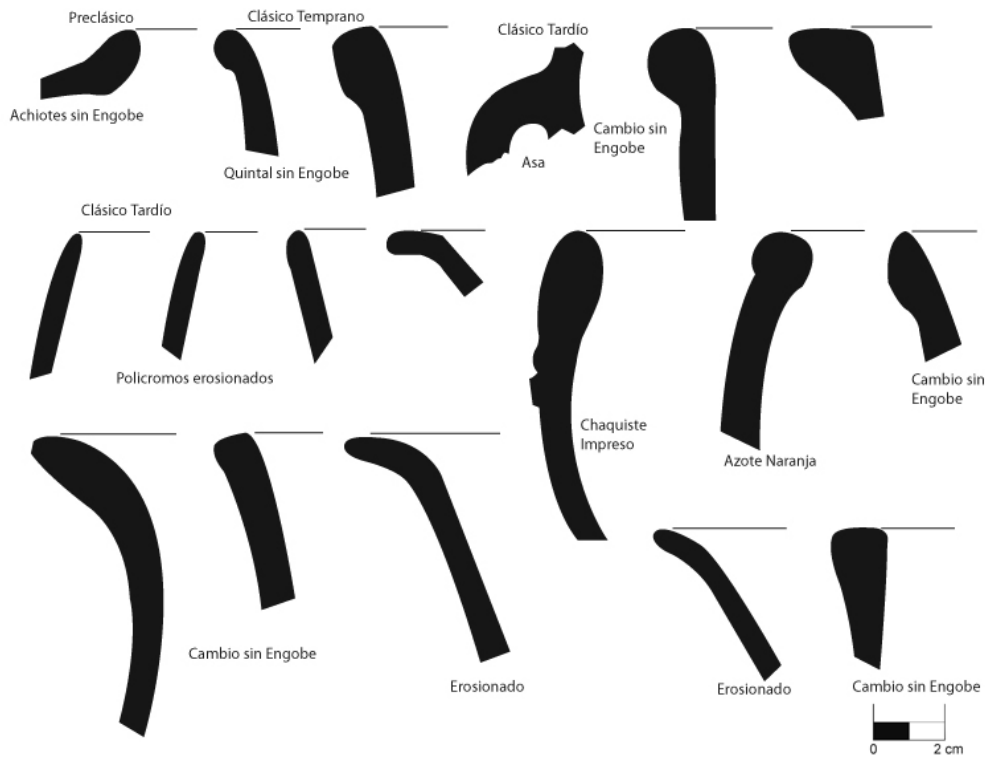 Preclásico
Clásico Temprano
Clásico Tardío
Achiotes sin Engobe
Quintal sin Engobe
Asa
Cambio sin
Engobe
Clásico Tardío
Policromos erosionados
Chaquiste
Impreso
Azote Naranja
Cambio sin
Engobe
Cambio sin Engobe
Erosionado
Erosionado
Cambio sin Engobe
0 2 cm